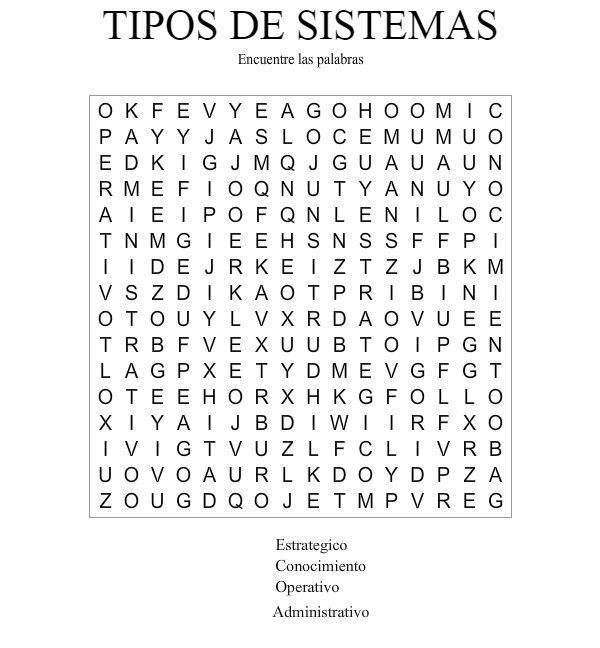 TIPOS DE SISTEMAS
Encuentre las palabras
O K F E V Y E A G O H O O M I C
P A Y Y J A S L O C E M U M U O
E D K I G J M Q J G U A U A U N
R M E F I O Q N U T Y A N U Y O
A I E I P O F Q N L E N I L O C
T N M G I E E H S N S S F F P I
I I D E J R K E I Z T Z J B K M
V S Z D I K A O T P R I B I N I
O T O U Y L V X R D A O V U E E
T R B F V E X U U B T O I P G N
L A G P X E T Y D M E V G F G T
O T E E H O R X H K G F O L L O
X I Y A I J B D I W I I R F X O
I V I G T V U Z L F C L I V R B
U O V O A U R L K D O Y D P Z A
Z O U G D Q O J E T M P V R E G
Estrategico
Conocimiento
Operativo
Administrativo